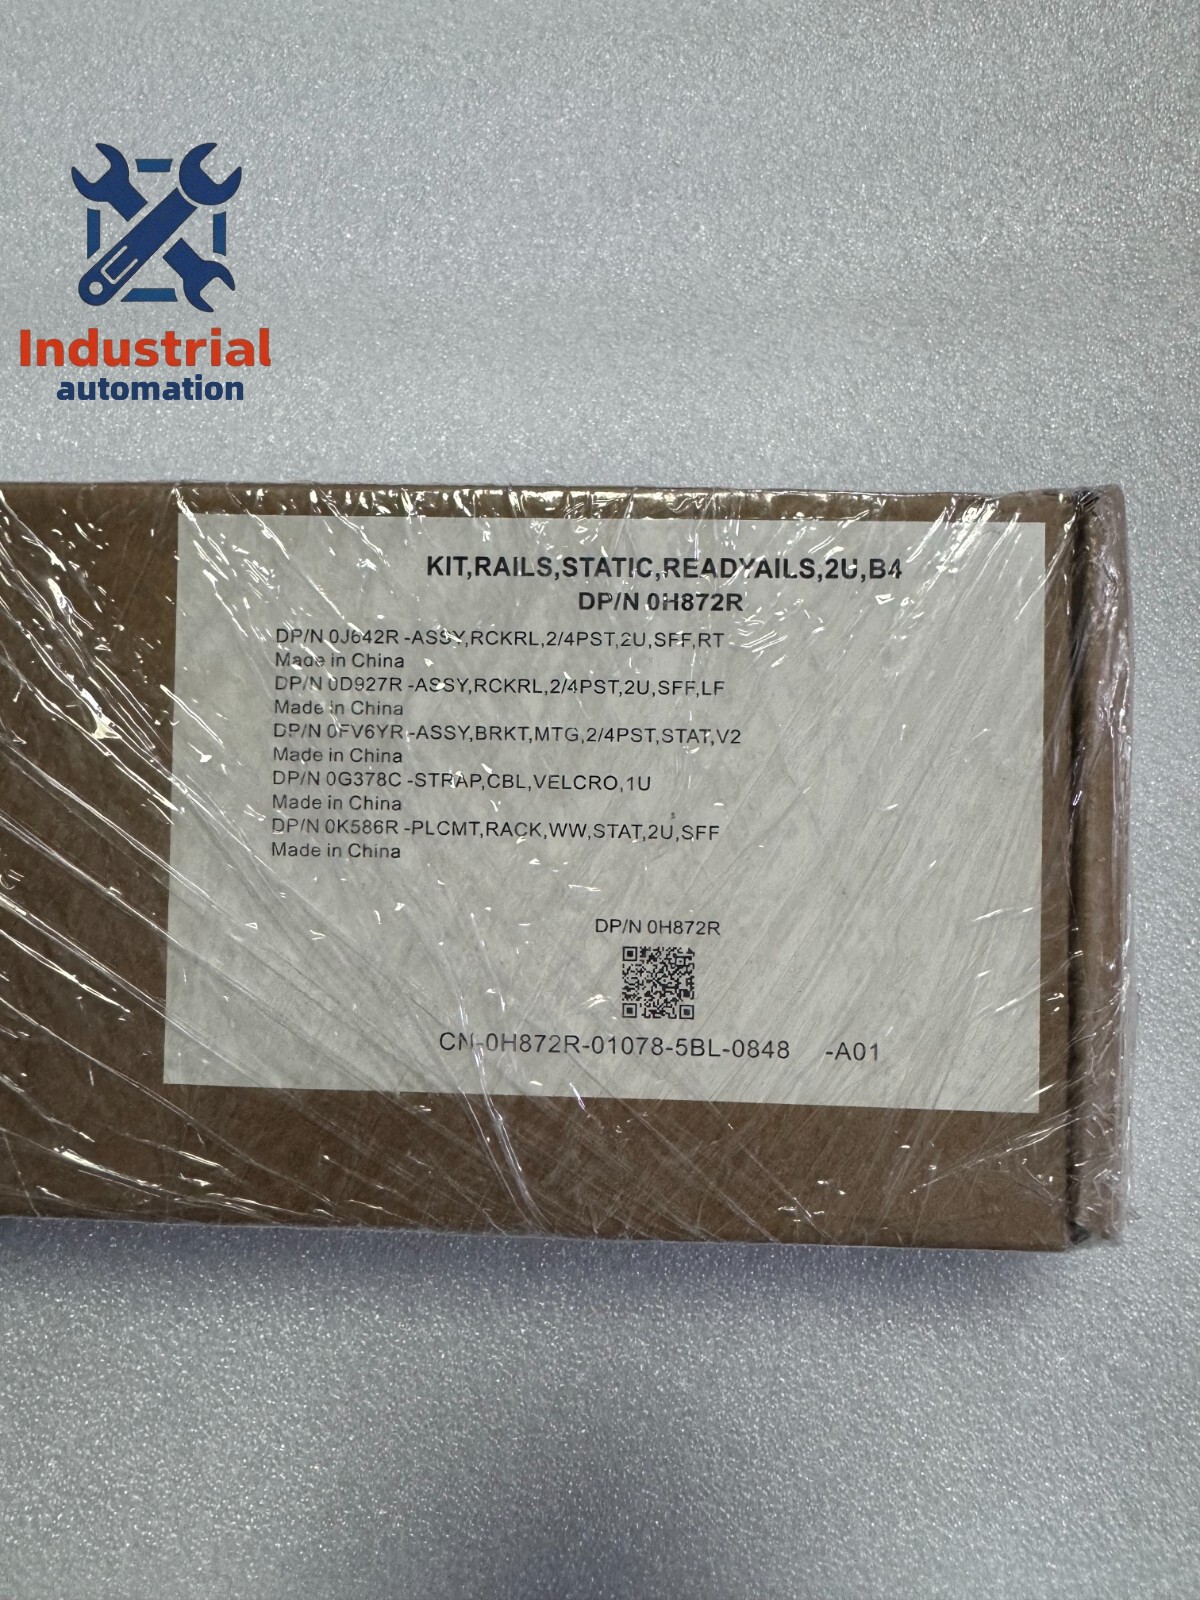 Industrial
automation
KIT,RAILS,STATIC,READYAILS,2U,B4
DP/N 0H872R
DP/N 0J642R -ASSY,RCKRL,2/4PST,2U,SFF,RT
Made in China
DP/N 0D927R -ASSY,RCKRL,2/4PST,2U,SFF,LF
Made in China
DP/N 0FV6YR -ASSY,BRKT,MTG,2/4PST,STAT,V2
Made in China
DP/N 0G378C -STRAP,CBL,VELCRO,1U
Made in China
DP/N 0K586R -PLCMT,RACK,WW,STAT,2U,SFF
Made in China
DP/N 0H872R
CN-0H872R-01078-5BL-0848 -A01